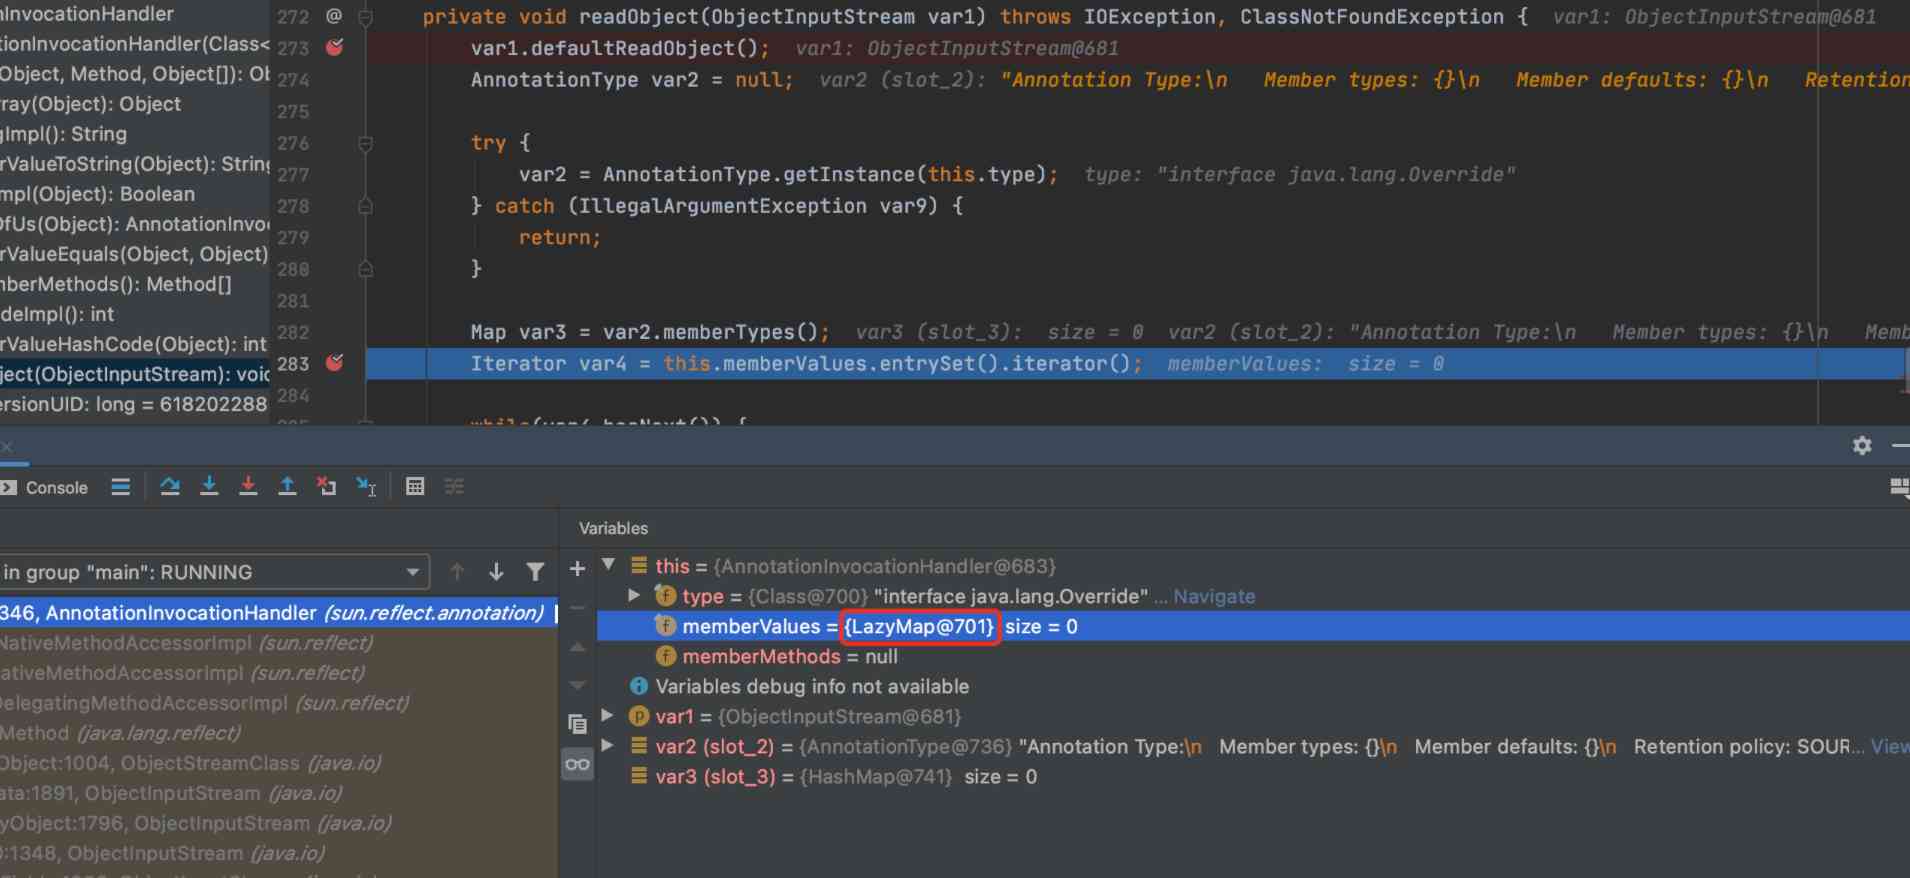 nInvocationHandler
tionInvocationHandler(Class<
(Object, Method, Object[]): Ob
rray(Object): Object
gImpl(): String
rValueToString(Object): String
mpl(Object): Boolean
OfUs(Object): AnnotationInvo
rValueEquals(Object, Object)
mberMethods(): Method[]
deImpl(): int
rValueHashCode(Object): int
ject(ObjectInputStream): void
ersionUID: long = 618202288
272 @ private void readObject(ObjectInputStream var1) throws IOException, ClassNotFoundException { var1: ObjectInputStream@681
273 var1.defaultReadObject(); var1: ObjectInputStream@681
274 AnnotationType var2 = null; var2 (slot_2): "Annotation Type:\n Member types: {}\n Member defaults: {}\n Retention
275
276 try {
277 var2 = AnnotationType.getInstance(this.type); type: "interface java.lang.Override"
278 } catch (IllegalArgumentException var9) {
279 return;
280 }
281
282 Map var3 = var2.memberTypes(); var3 (slot_3): size = 0 var2 (slot_2): "Annotation Type:\n Member types: {}\n Memb
283 Iterator var4 = this.memberValues.entrySet().iterator(); memberValues: size = 0
284
285 while(var4.hasNext()) {
Console
in group "main": RUNNING
346, AnnotationInvocationHandler (sun.reflect.annotation)
NativeMethodAccessorImpl (sun.reflect)
ativeMethodAccessorImpl (sun.reflect)
DelegatingMethodAccessorImpl (sun.reflect)
Method (java.lang.reflect)
Object:1004, ObjectStreamClass (java.io)
ata:1891, ObjectInputStream (java.io)
yObject:1796, ObjectInputStream (java.io)
0:1348, ObjectInputStream (java.io)
Variables
this = {AnnotationInvocationHandler@683}
type = {Class@700} "interface java.lang.Override" ... Navigate
memberValues = {LazyMap@701} size = 0
memberMethods = null
Variables debug info not available
var1 = {ObjectInputStream@681}
var2 (slot_2) = {AnnotationType@736} "Annotation Type:\n Member types: {}\n Member defaults: {}\n Retention policy: SOUR... View
var3 (slot_3) = {HashMap@741} size = 0